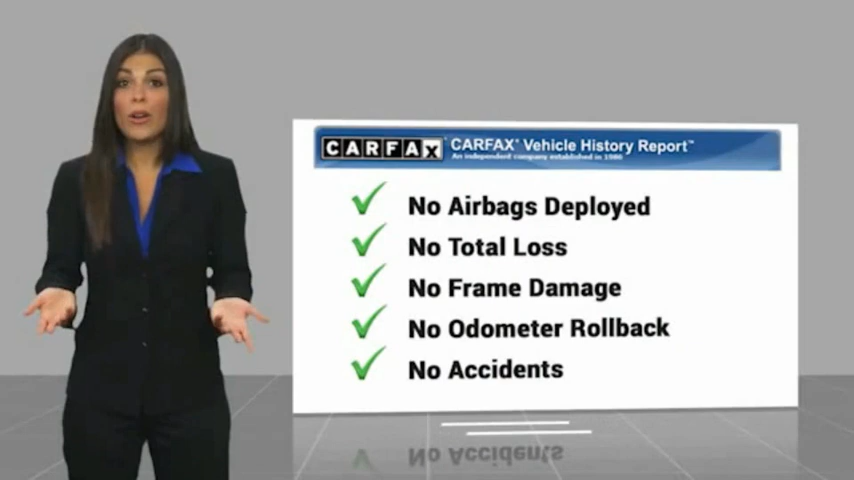 CARFAX CARFAX® Vehicle History Report™
An independent company established in 1986
No Airbags Deployed
No Total Loss
No Frame Damage
No Odometer Rollback
No Accidents
No Accidents